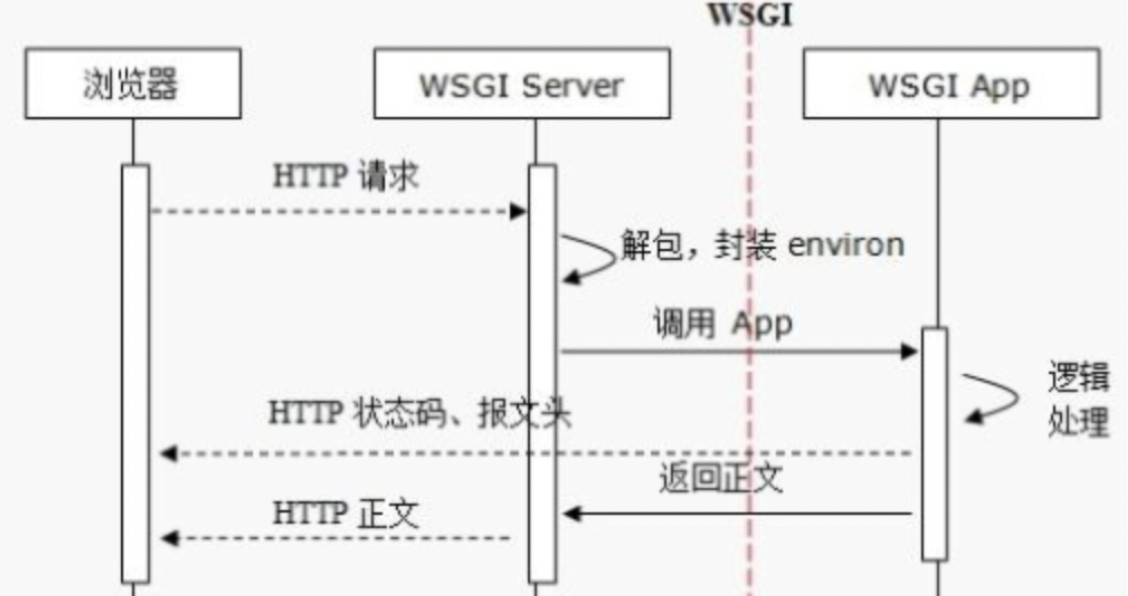 WSGI
浏览器
WSGI Server
WSGI App
HTTP 请求
解包，封装 environ
调用 App
逻辑
处理
HTTP 状态码、报文头
返回正文
HTTP 正文